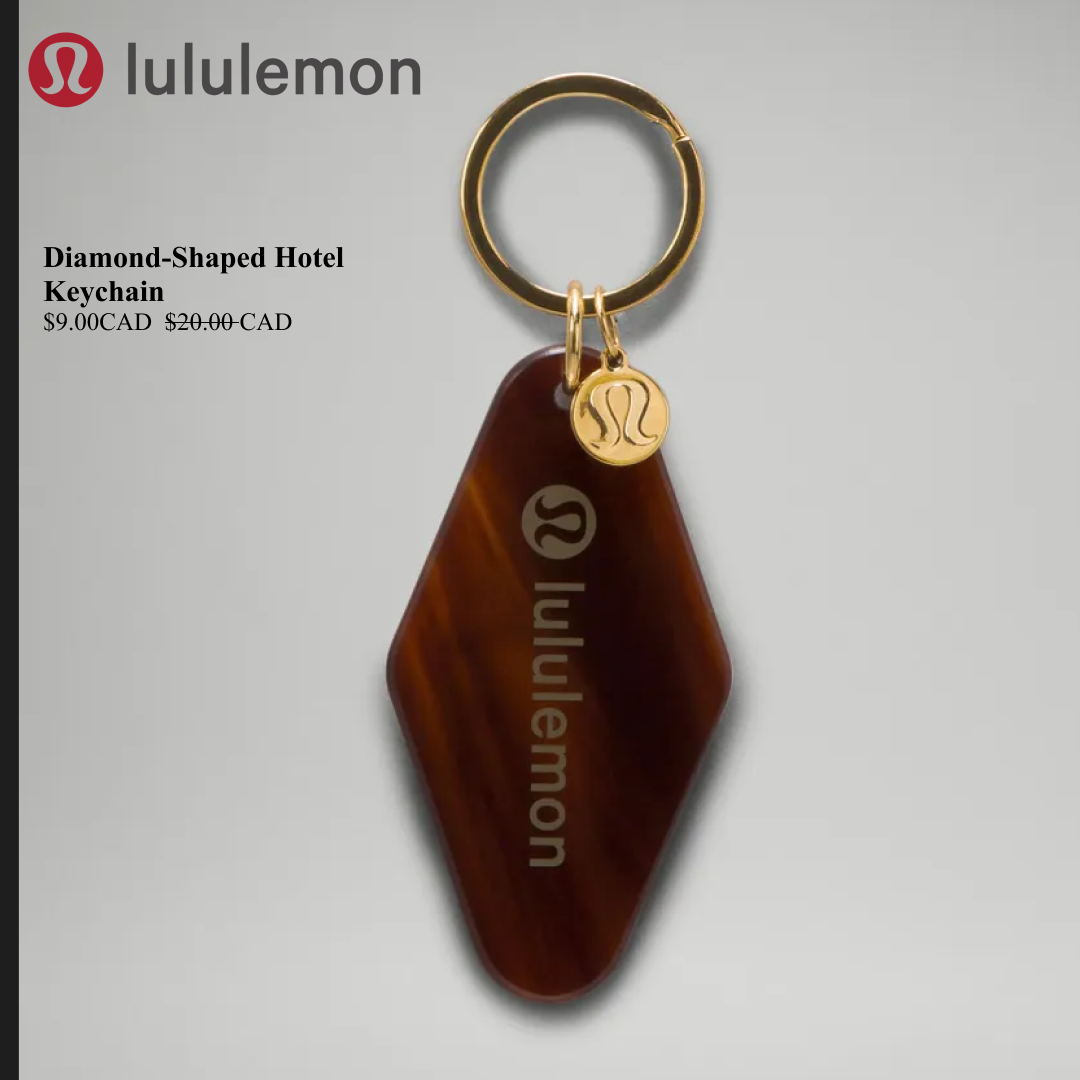 lululemon
Diamond-Shaped Hotel
Keychain
$9.00CAD $20.00 CAD
lululemon